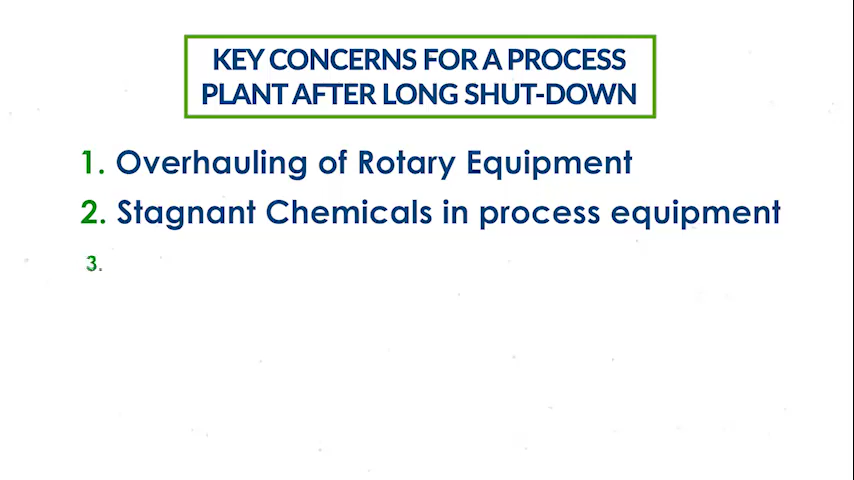 KEY CONCERNS FOR A PROCESS
PLANT AFTER LONG SHUT-DOWN
1. Overhauling of Rotary Equipment
2. Stagnant Chemicals in process equipment
3.